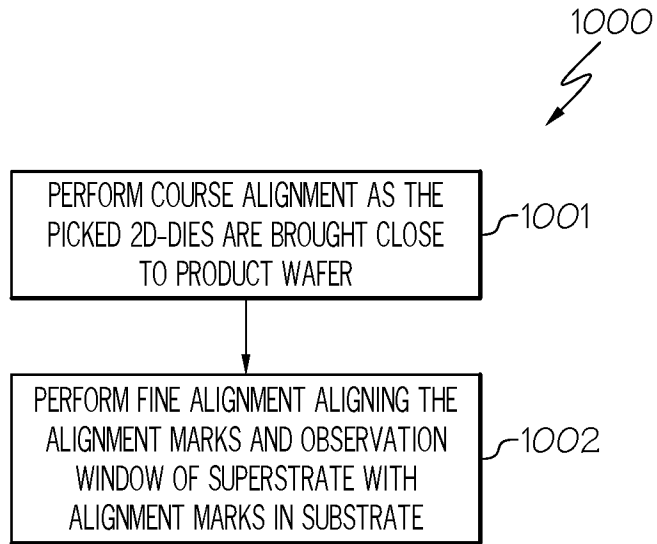 1000
PERFORM COURSE ALIGNMENT AS THE
PICKED 2D-DIES ARE BROUGHT CLOSE
TO PRODUCT WAFER
1001
PERFORM FINE ALIGNMENT ALIGNING THE
ALIGNMENT MARKS AND OBSERVATION
WINDOW OF SUPERSTRATE WITH
ALIGNMENT MARKS IN SUBSTRATE
1002